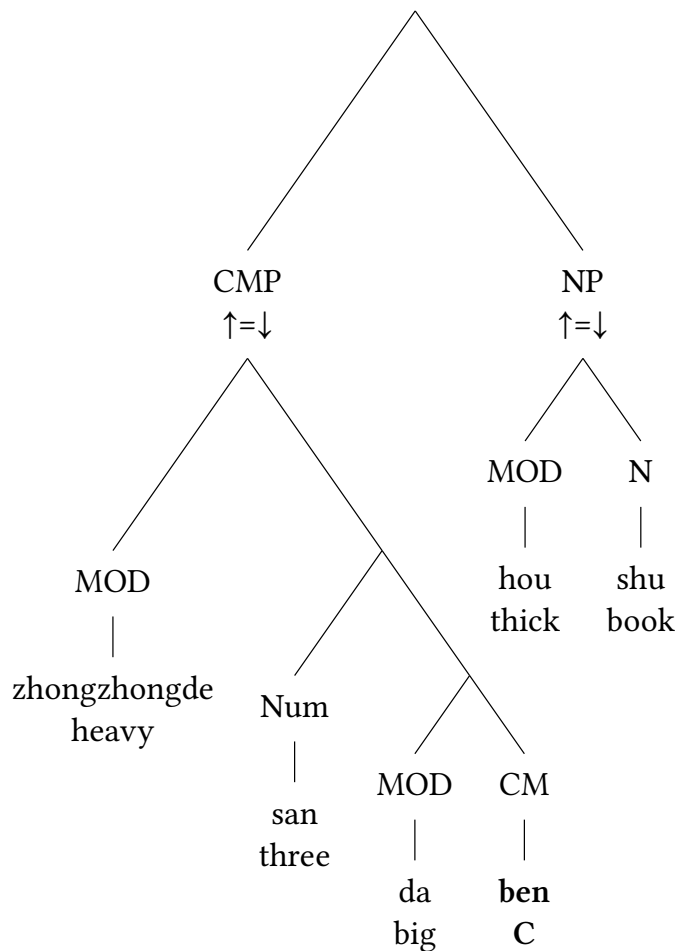 CMP NP
↑=↓ ↑=↓
MOD N
hou shu
thick book
MOD
zhongzhongde
heavy
Num
san
three
MOD CM
da ben
big C